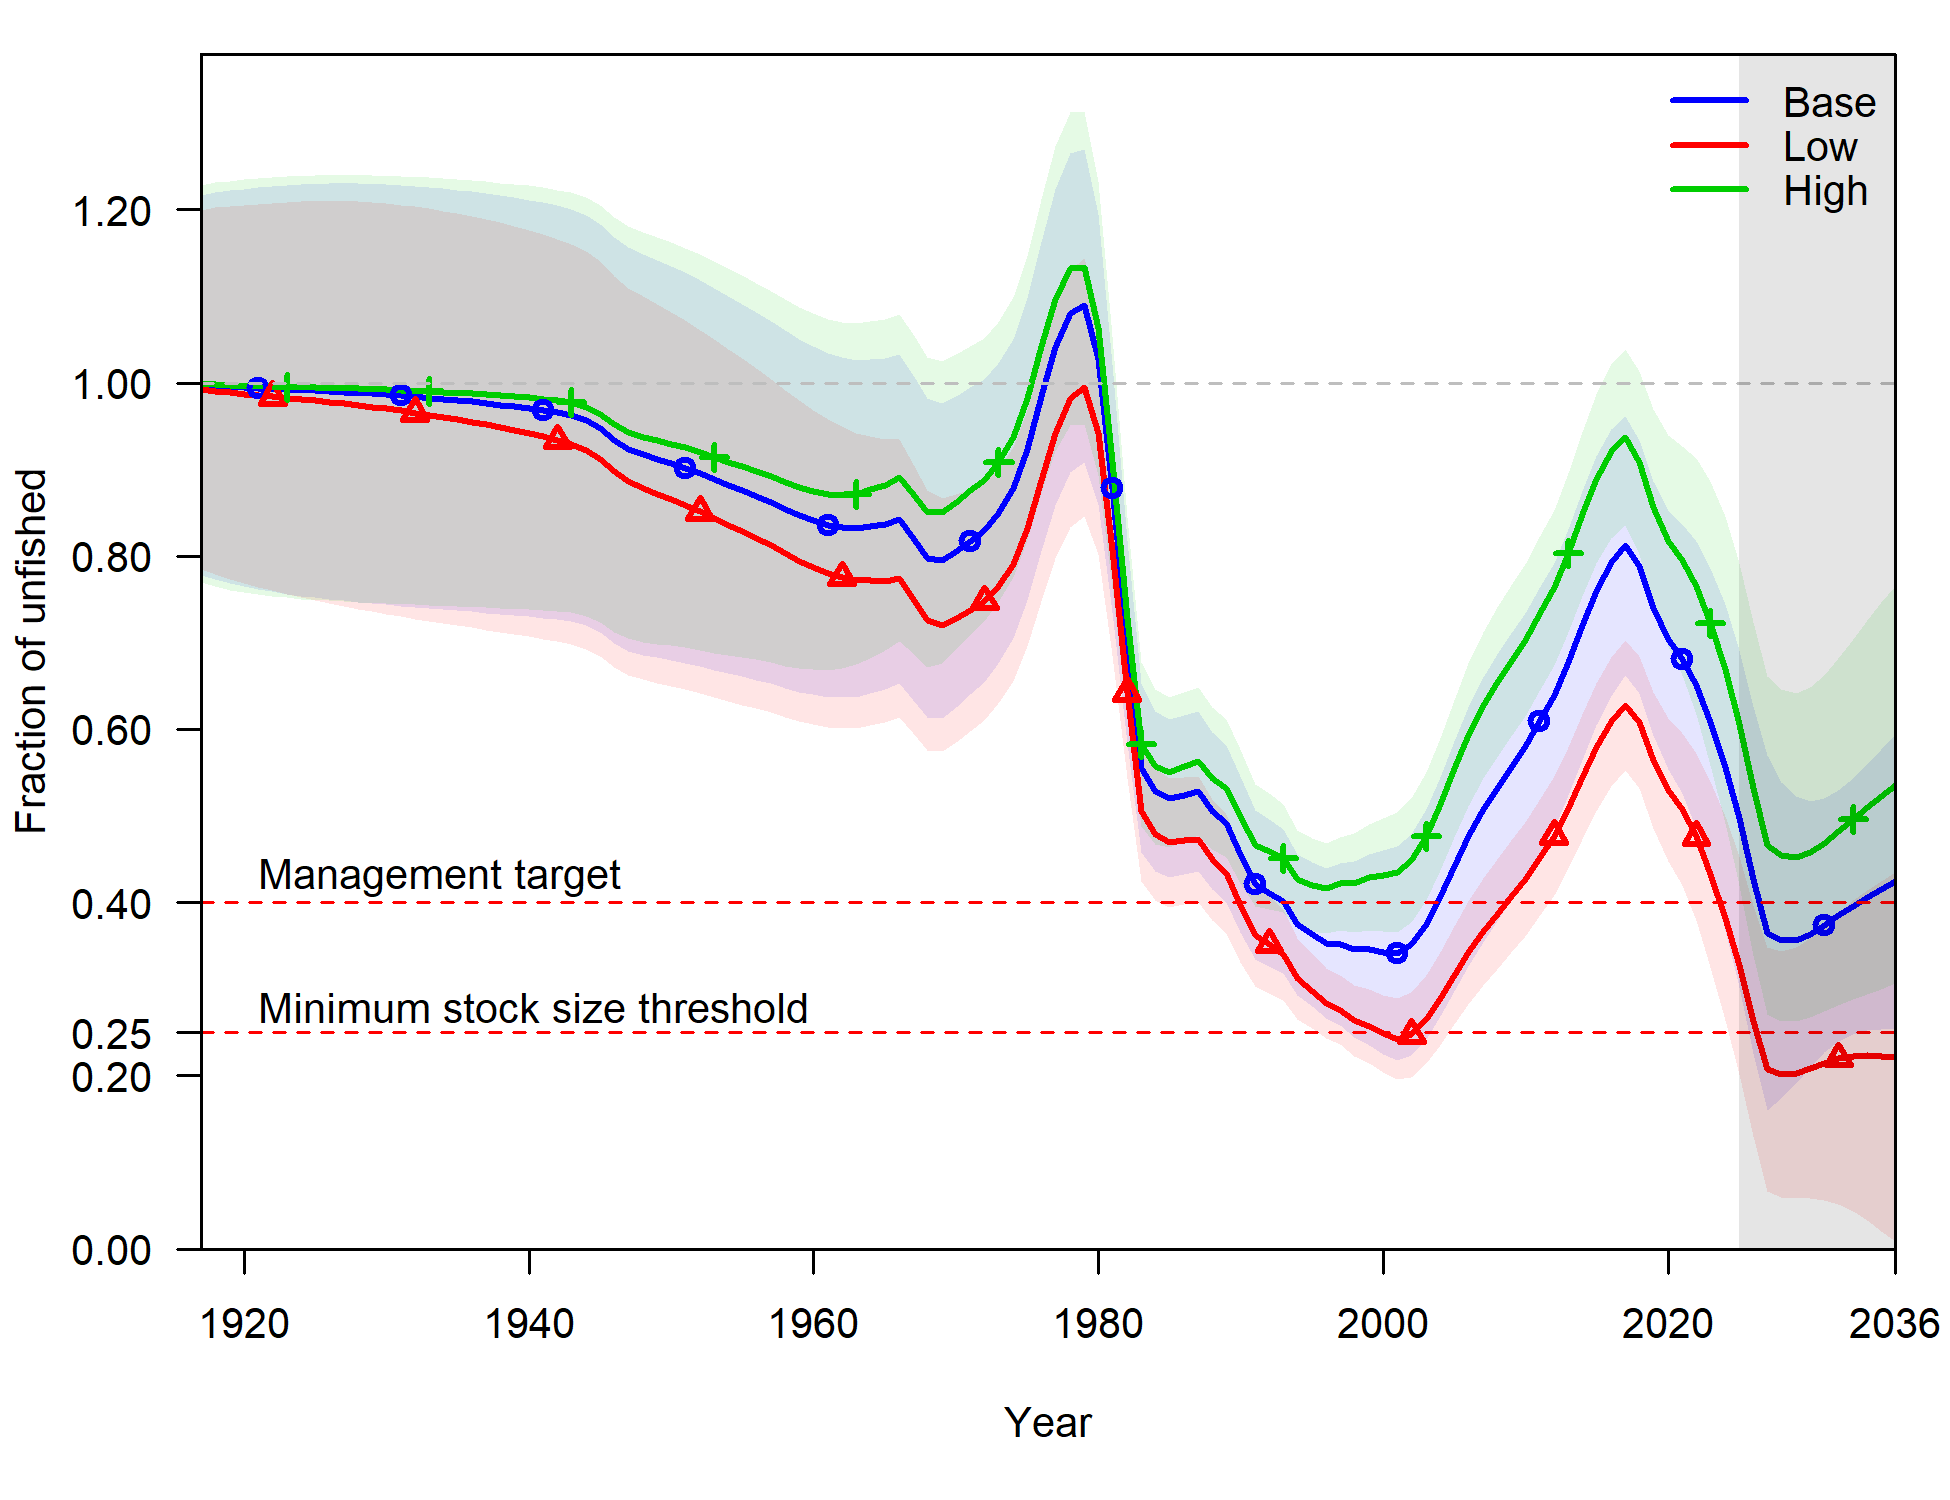 Base
Low
High
1.20
1.00
0.80
0.60
0.40
0.25
0.20
0.00
Fraction of unfished
Management target
Minimum stock size threshold
1920 1940 1960 1980 2000 2020 2036
Year